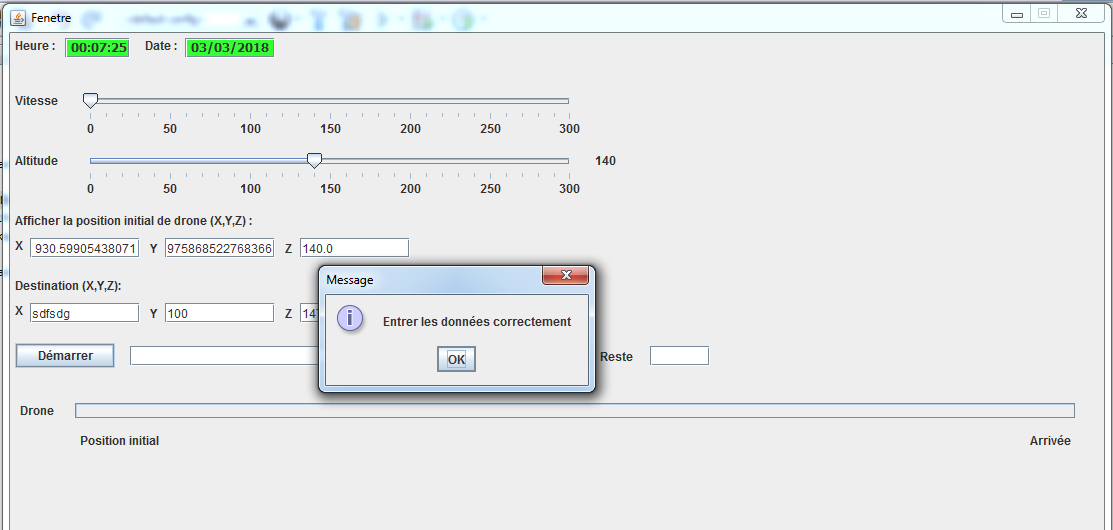 Fenetre
Heure : 00:07:25 Date : 03/03/2018
Vitesse
0 50 100 150 200 250 300
Altitude 140
0 50 100 150 200 250 300
Afficher la position initial de drone (X,Y,Z) :
X 930.59905438071 Y 975868522768366 Z 140.0
Destination (X,Y,Z):
X sdfsdg Y 100 Z
Message
Entrer les données correctement
OK
Démarrer Reste
Drone
Position initial Arrivée